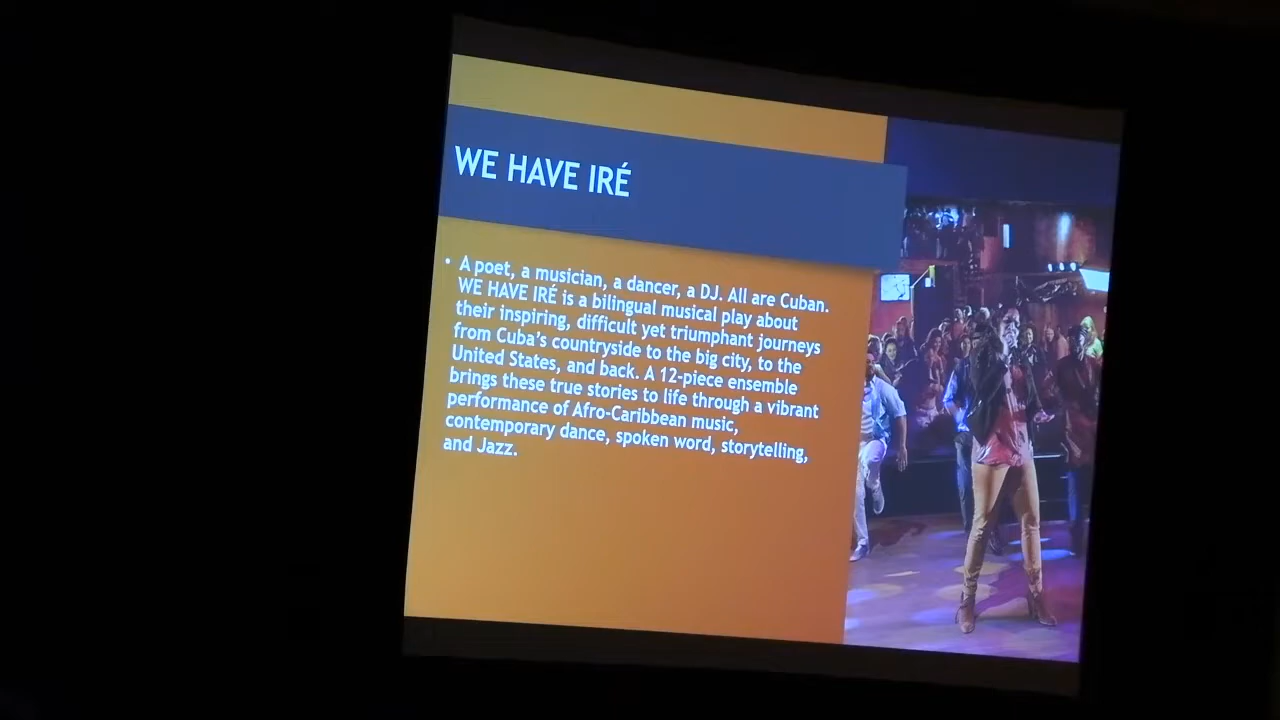 WE HAVE IRÉ
• A poet, a musician, a dancer, a DJ. All are Cuban.
WE HAVE IRÉ is a bilingual musical play about
their inspiring, difficult yet triumphant journeys
from Cuba's countryside to the big city, to the
United States, and back. A 12-piece ensemble
brings these true stories to life through a vibrant
performance of Afro-Caribbean music,
contemporary dance, spoken word, storytelling,
and Jazz.